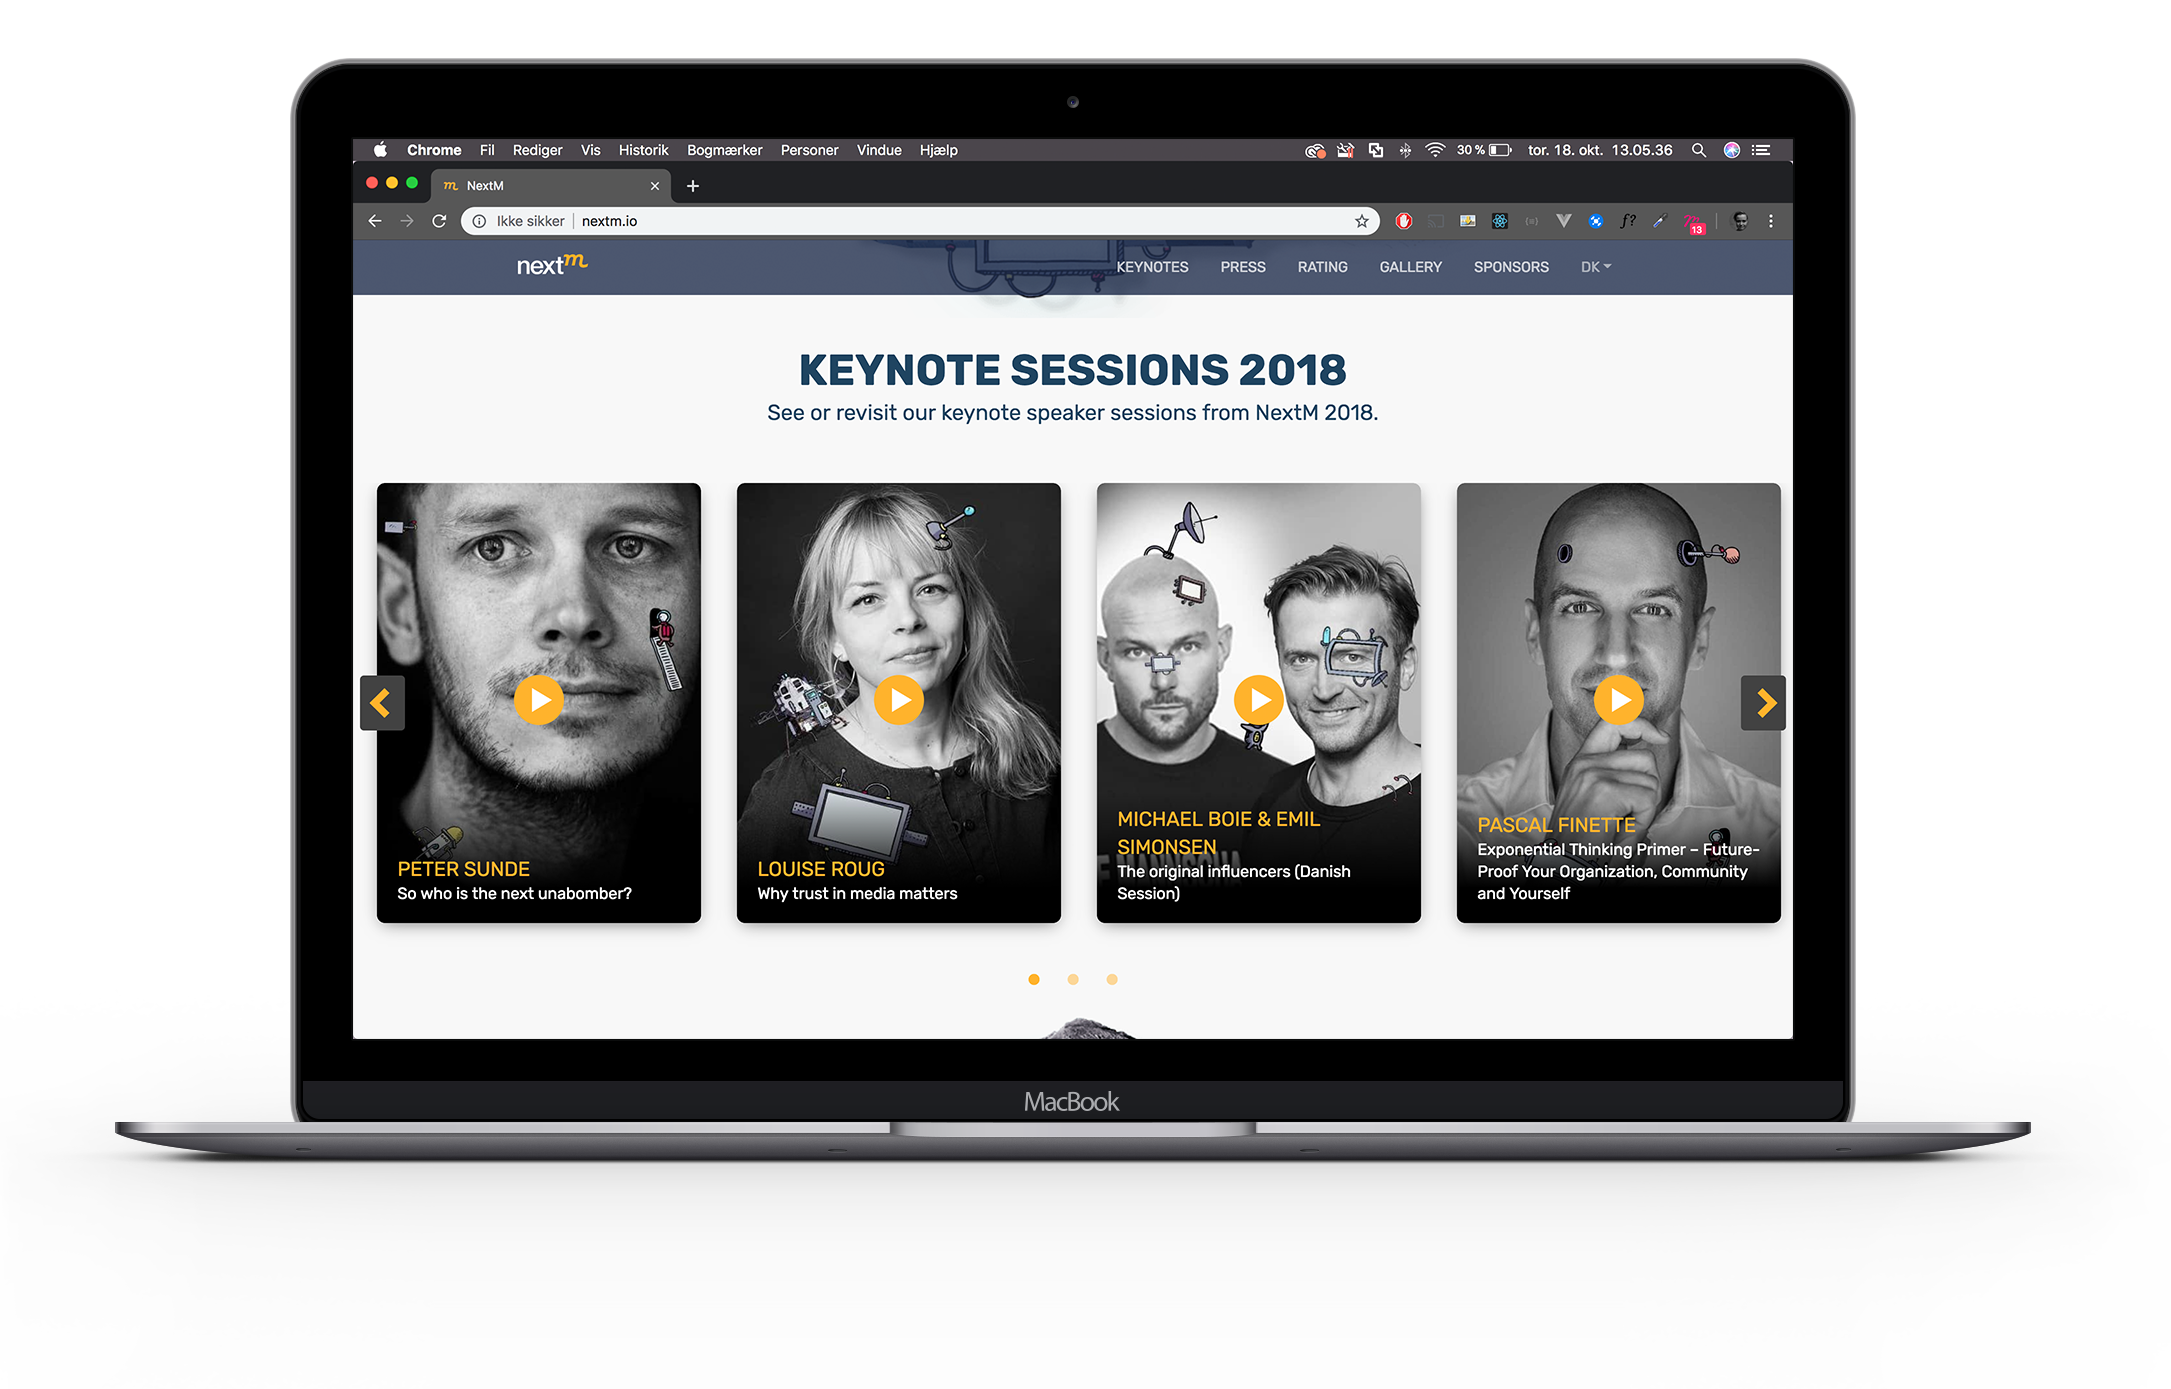 Chrome Fil Rediger Vis Historik Bogmærker Personer Vindue Hjælp 30 % tor. 18. okt. 13.05.36
NextM
Ikke sikker nextm.io
13
nextm KEYNOTES PRESS RATING GALLERY SPONSORS DK
KEYNOTE SESSIONS 2018
See or revisit our keynote speaker sessions from NextM 2018.
PETER SUNDE
So who is the next unabomber?
LOUISE ROUG
Why trust in media matters
MICHAEL BOIE & EMIL
SIMONSEN
The original influencers (Danish
Session)
PASCAL FINETTE
Exponential Thinking Primer – Future-
Proof Your Organization, Community
and Yourself
MacBook